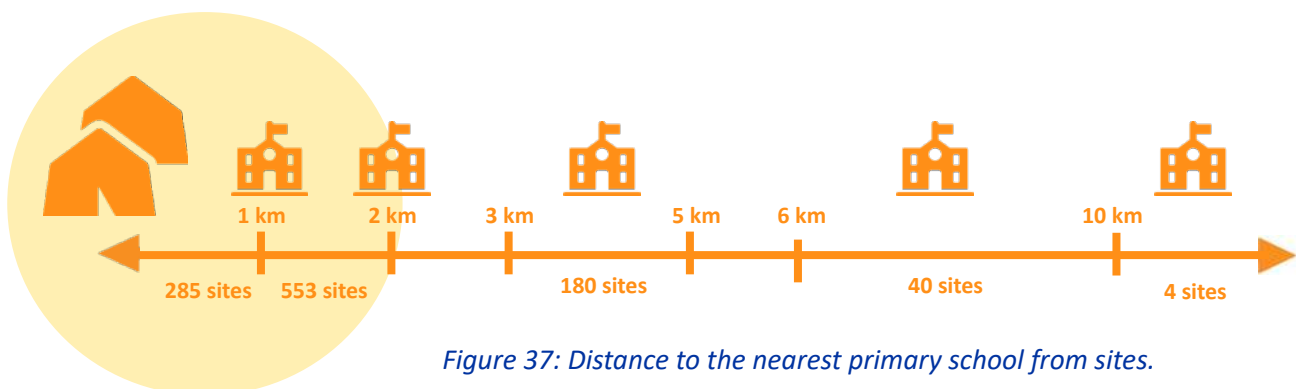 1 km 2 km 3 km 5 km 6 km 10 km
285 sites 553 sites 180 sites 40 sites 4 sites
Figure 37: Distance to the nearest primary school from sites.